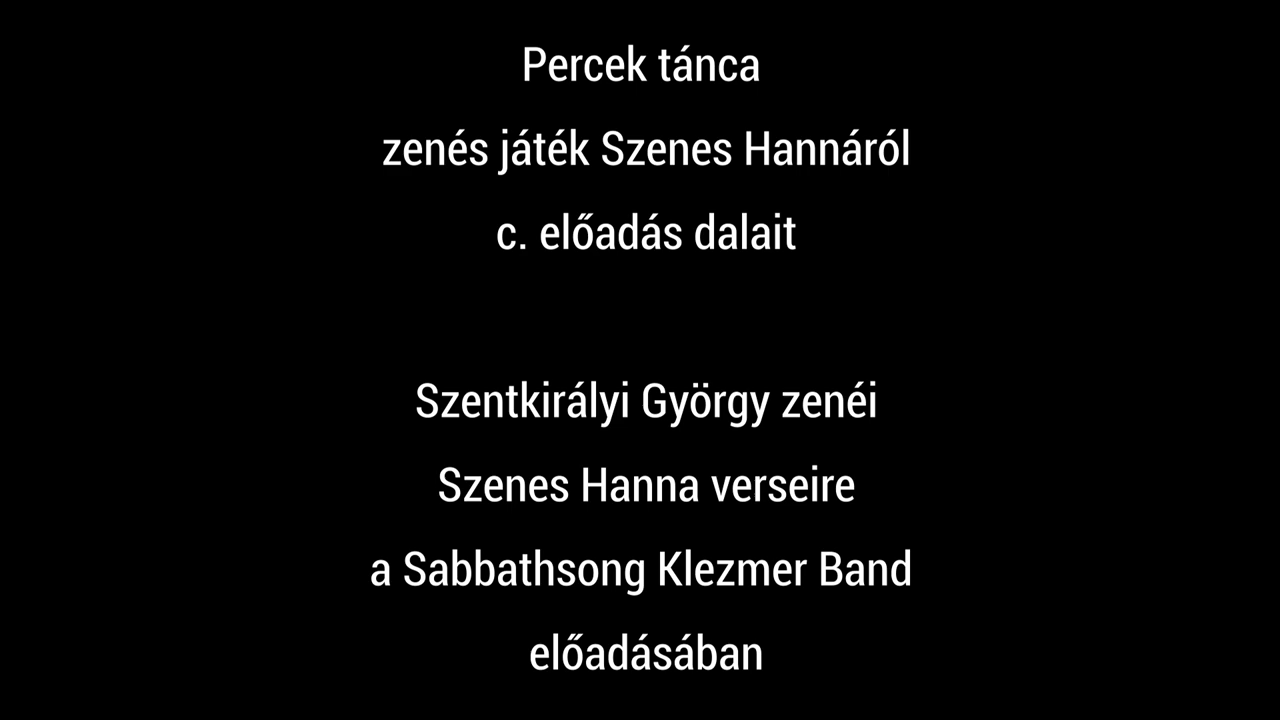 Percek tánca
zenés játék Szenes Hannáról
c. előadás dalait
Szentkirályi György zenéi
Szenes Hanna verseire
a Sabbathsong Klezmer Band
előadásában